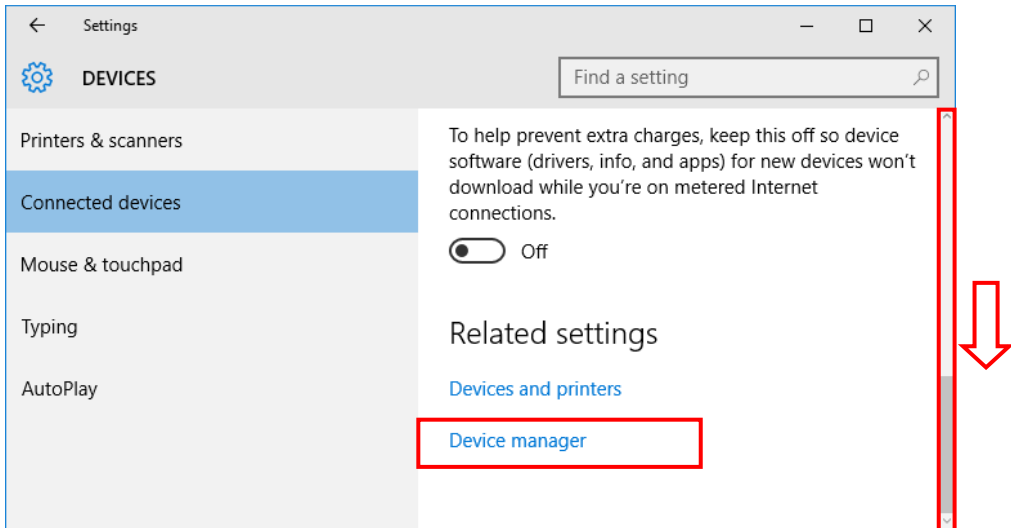 Settings
DEVICES
Find a setting
Printers & scanners
Connected devices
Mouse & touchpad
Typing
AutoPlay
To help prevent extra charges, keep this off so device
software (drivers, info, and apps) for new devices won’t
download while you’re on metered Internet
connections.
Off
Related settings
Devices and printers
Device manager